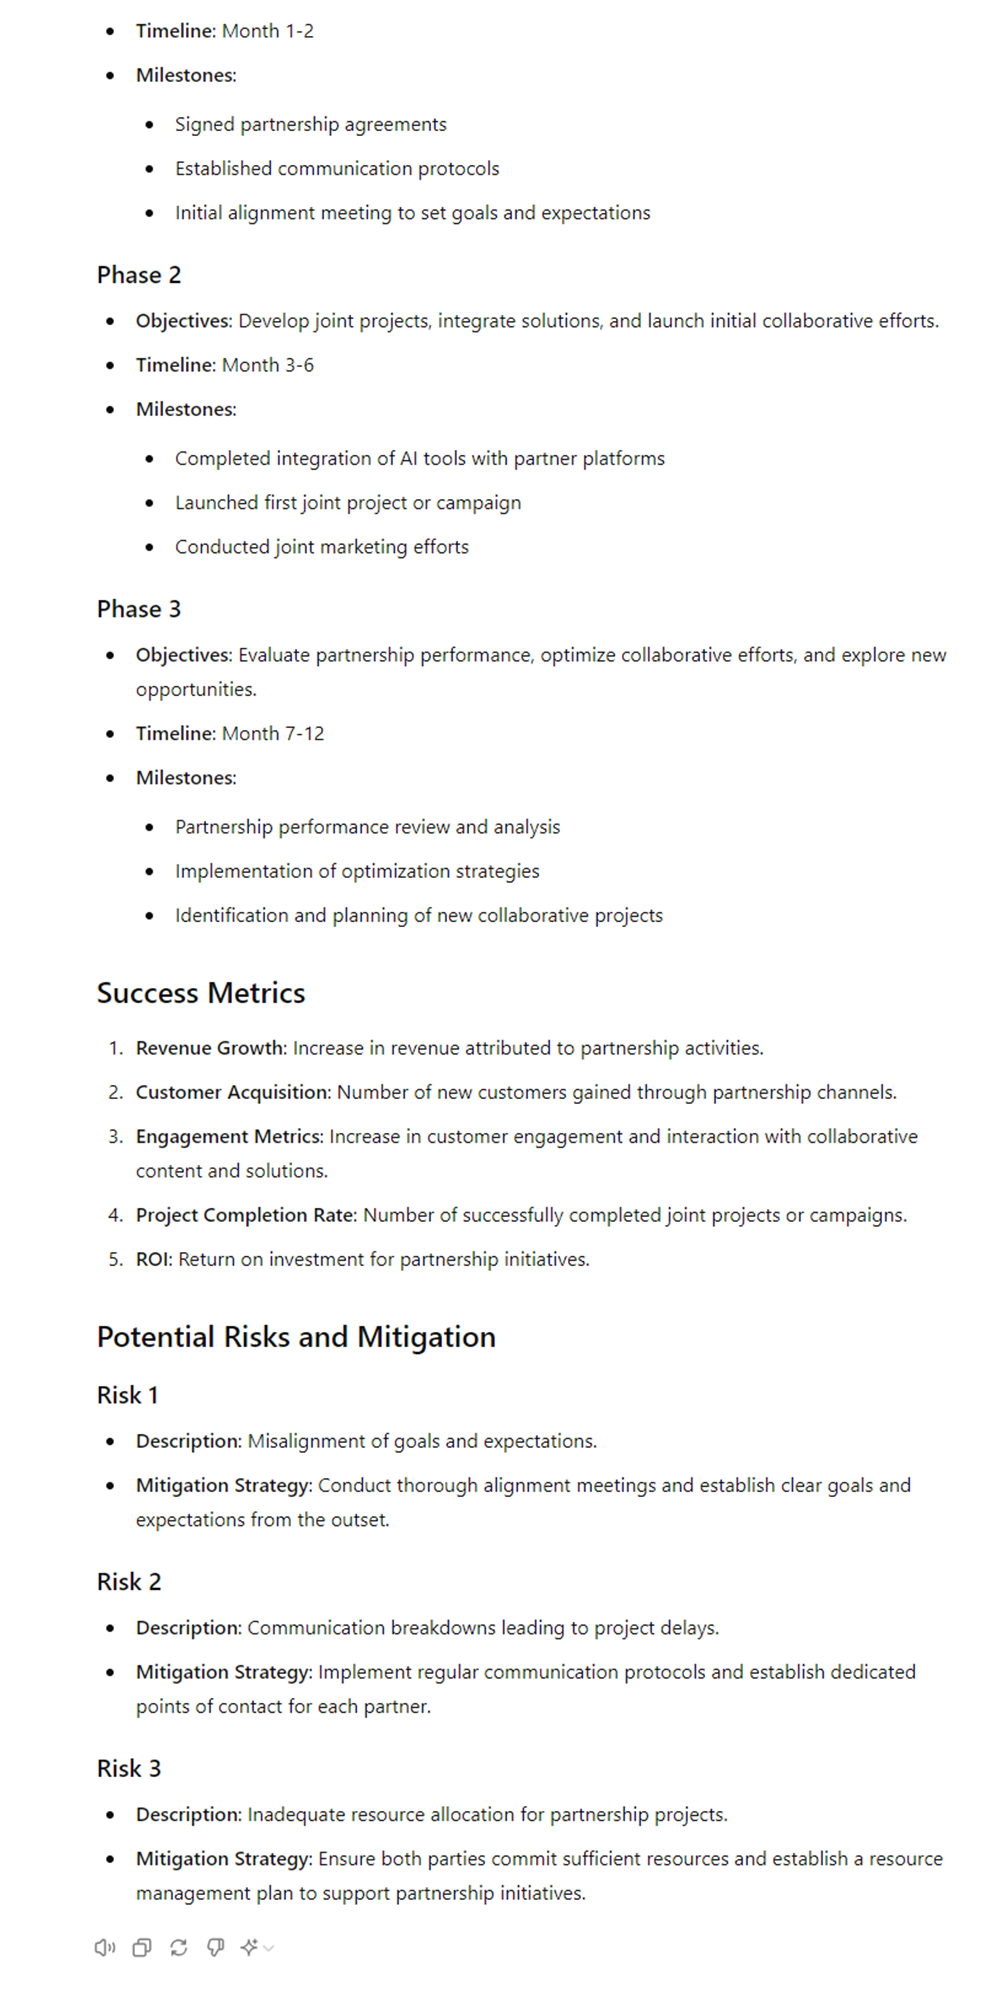 Timeline: Month 1-2
Milestones:
Signed partnership agreements
Established communication protocols
Initial alignment meeting to set goals and expectations
Phase 2
Objectives: Develop joint projects, integrate solutions, and launch initial collaborative efforts.
Timeline: Month 3-6
Milestones:
Completed integration of AI tools with partner platforms
Launched first joint project or campaign
Conducted joint marketing efforts
Phase 3
Objectives: Evaluate partnership performance, optimize collaborative efforts, and explore new
opportunities.
Timeline: Month 7-12
Milestones:
Partnership performance review and analysis
Implementation of optimization strategies
Identification and planning of new collaborative projects
Success Metrics
1. Revenue Growth: Increase in revenue attributed to partnership activities.
2. Customer Acquisition: Number of new customers gained through partnership channels.
3. Engagement Metrics: Increase in customer engagement and interaction with collaborative
content and solutions.
4. Project Completion Rate: Number of successfully completed joint projects or campaigns.
5. ROI: Return on investment for partnership initiatives.
Potential Risks and Mitigation
Risk 1
Description: Misalignment of goals and expectations.
Mitigation Strategy: Conduct thorough alignment meetings and establish clear goals and
expectations from the outset.
Risk 2
Description: Communication breakdowns leading to project delays.
Mitigation Strategy: Implement regular communication protocols and establish dedicated
points of contact for each partner.
Risk 3
Description: Inadequate resource allocation for partnership projects.
Mitigation Strategy: Ensure both parties commit sufficient resources and establish a resource
management plan to support partnership initiatives.